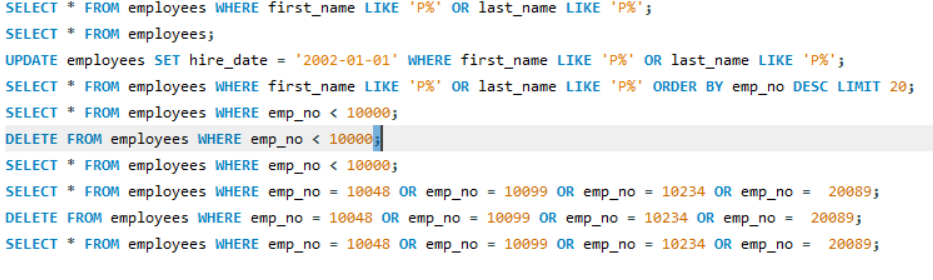 SELECT * FROM employees WHERE first_name LIKE 'P%' OR last_name LIKE 'P%';
SELECT * FROM employees;
UPDATE employees SET hire_date = '2002-01-01' WHERE first_name LIKE 'P%' OR last_name LIKE 'P%';
SELECT * FROM employees WHERE first_name LIKE 'P%' OR last_name LIKE 'P%' ORDER BY emp_no DESC LIMIT 20;
SELECT * FROM employees WHERE emp_no < 10000;
DELETE FROM employees WHERE emp_no < 10000;
SELECT * FROM employees WHERE emp_no < 10000;
SELECT * FROM employees WHERE emp_no = 10048 OR emp_no = 10099 OR emp_no = 10234 OR emp_no =  20089;
DELETE FROM employees WHERE emp_no = 10048 OR emp_no = 10099 OR emp_no = 10234 OR emp_no =  20089;
SELECT * FROM employees WHERE emp_no = 10048 OR emp_no = 10099 OR emp_no = 10234 OR emp_no =  20089;